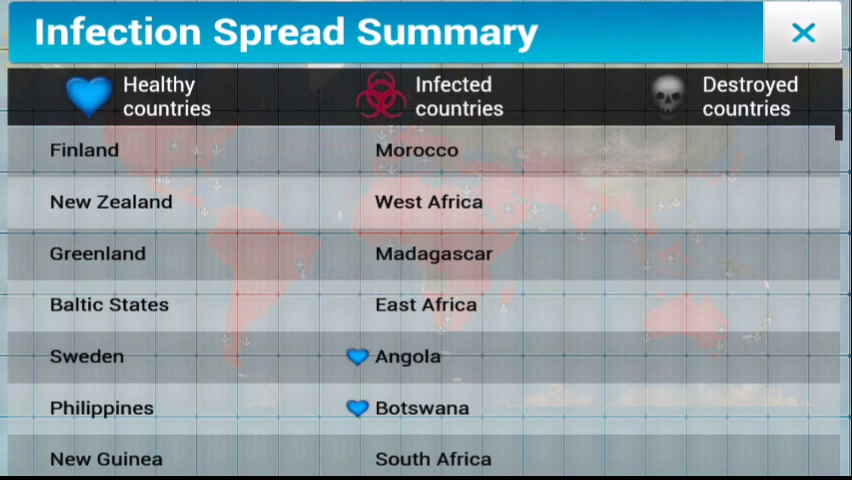 Infection Spread Summary
Healthy countries
Infected countries
Destroyed countries
Finland Morocco
New Zealand West Africa
Greenland Madagascar
Baltic States East Africa
Sweden Angola
Philippines Botswana
New Guinea South Africa